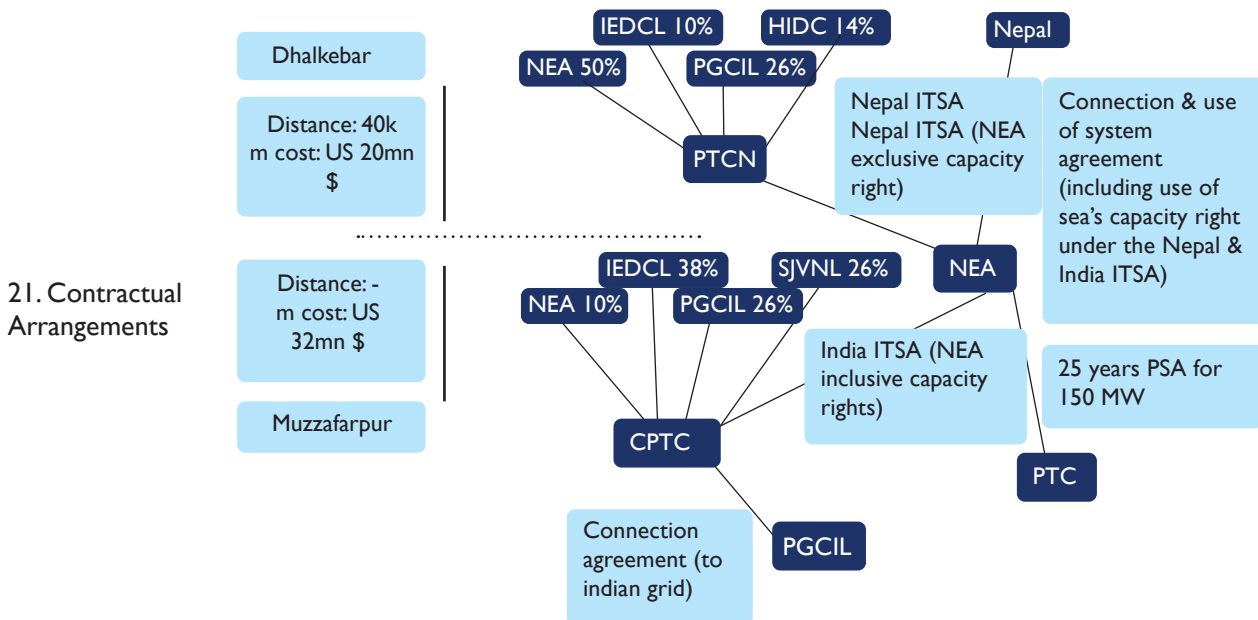 21. Contractual
Arrangements
Dhalkebar
Distance: 40k
m cost: US 20mn
$
Distance: -
m cost: US
32mn $
Muzzafarpur
IEDCL 10%
HIDC 14%
NEA 50%
PGCIL 26%
PTCN
Nepal
Nepal ITSA
Nepal ITSA (NEA
exclusive capacity
right)
Connection & use
of system
agreement
(including use of
sea's capacity right
under the Nepal &
India ITSA)
IEDCL 38%
SJVNL 26%
NEA 10%
PGCIL 26%
NEA
India ITSA (NEA
inclusive capacity
rights)
25 years PSA for
150 MW
CPTC
PTC
Connection
agreement (to
indian grid)
PGCIL